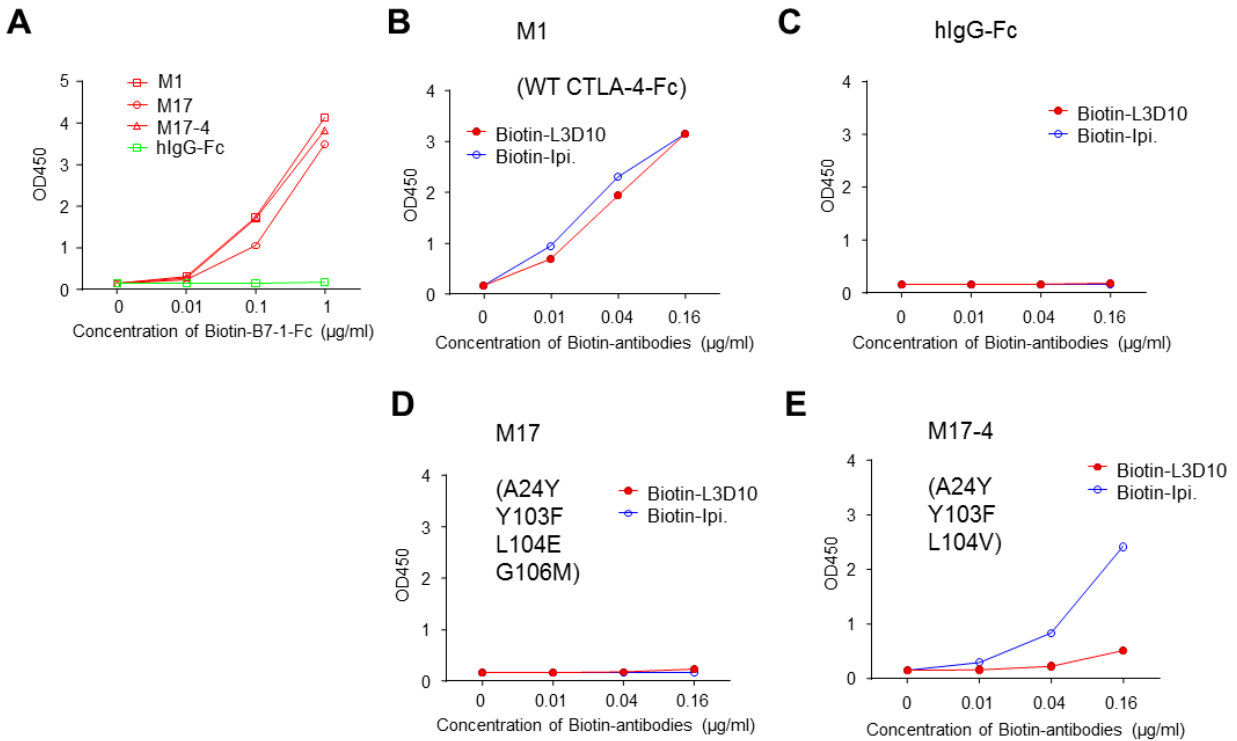 A
M1
M17
M17-4
hIgG-Fc
5
4
3
2
1
0
OD450
0 0.01 0.1 1
Concentration of Biotin-B7-1-Fc (µg/ml)
B
M1
(WT CTLA-4-Fc)
Biotin-L3D10
Biotin-Ipi.
4
3
2
1
0
OD450
0 0.01 0.04 0.16
Concentration of Biotin-antibodies (µg/ml)
C
hIgG-Fc
Biotin-L3D10
Biotin-Ipi.
4
3
2
1
0
OD450
0 0.01 0.04 0.16
Concentration of Biotin-antibodies (µg/ml)
D
M17
(A24Y
Y103F
L104E
G106M)
Biotin-L3D10
Biotin-Ipi.
4
3
2
1
0
OD450
0 0.01 0.04 0.16
Concentration of Biotin-antibodies (µg/ml)
E
M17-4
(A24Y
Y103F
L104V)
Biotin-L3D10
Biotin-Ipi.
4
3
2
1
0
OD450
0 0.01 0.04 0.16
Concentration of Biotin-antibodies (µg/ml)